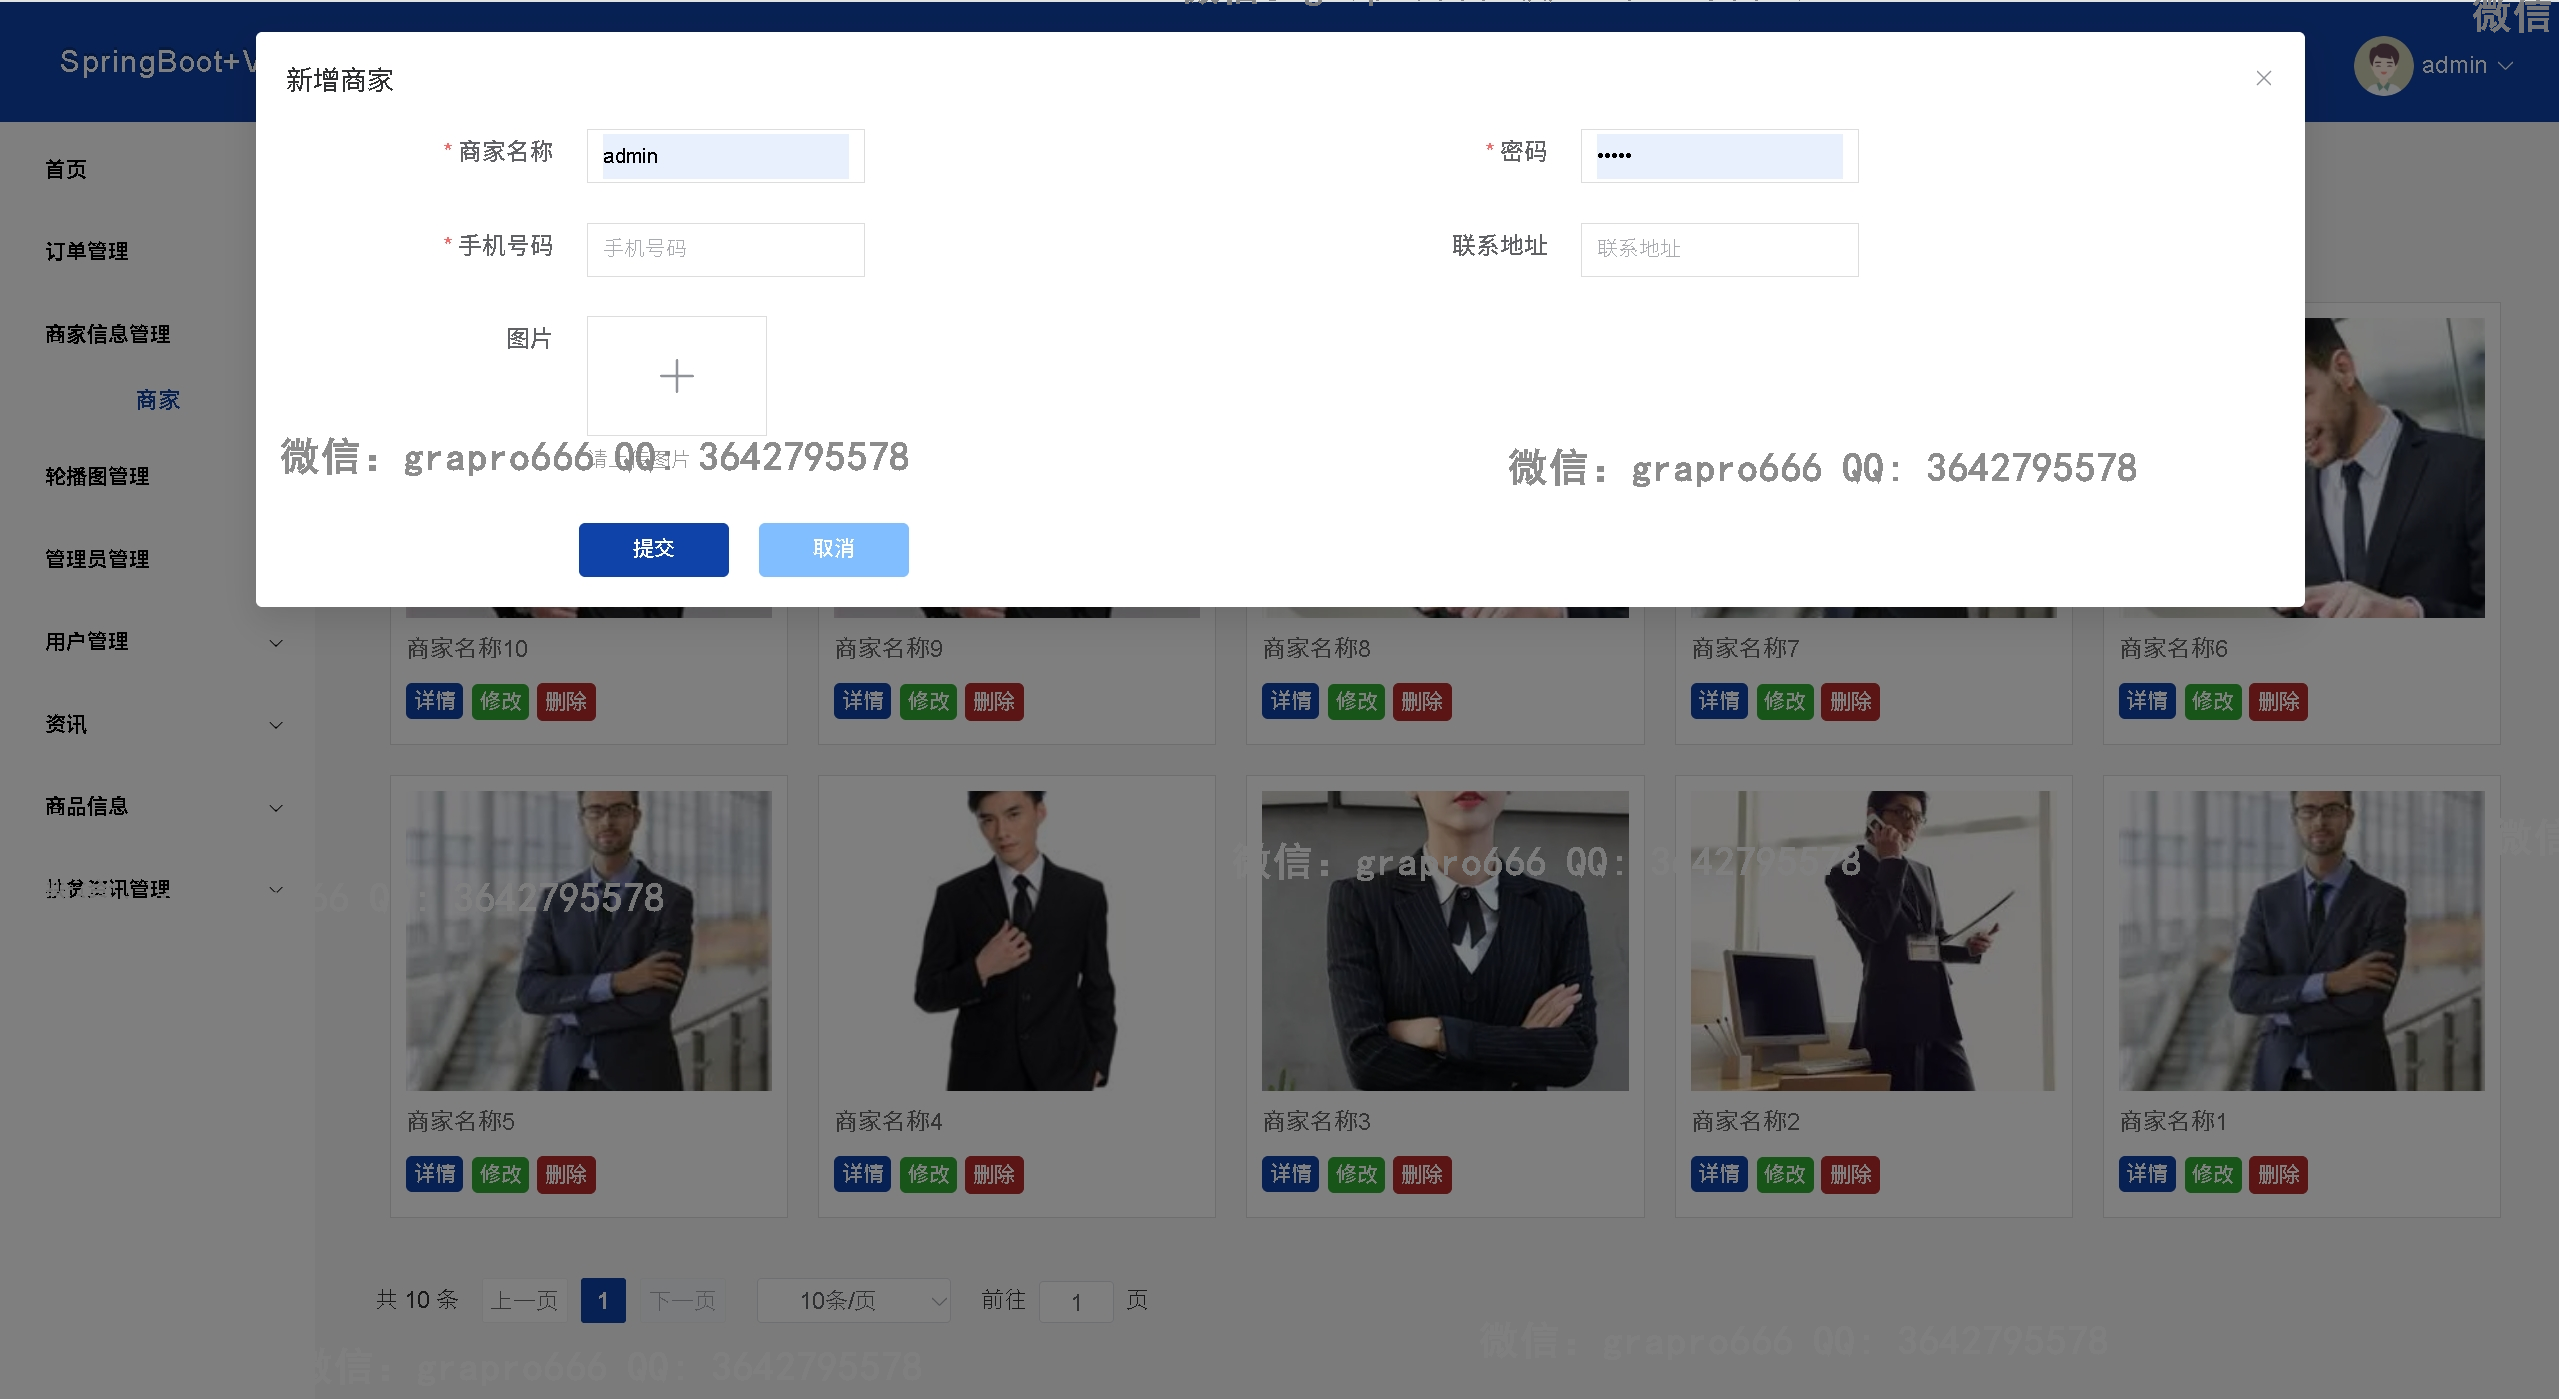 SpringBoot+V
微信
admin
新增商家
* 商家名称
admin
* 密码
•••••
* 手机号码
手机号码
联系地址
联系地址
图片
微信：grapro666 QQ: 3642795578
微信：grapro666 QQ: 3642795578
提交
取消
首页
订单管理
商家信息管理
商家
轮播图管理
管理员管理
用户管理
资讯
商品信息
讯管理
商家名称10
详情 修改 删除
商家名称9
详情 修改 删除
商家名称8
详情 修改 删除
商家名称7
详情 修改 删除
商家名称6
详情 修改 删除
66 QQ: 3642795578
微信：grapro666 QQ: 3642795578
微信
商家名称5
详情 修改 删除
商家名称4
详情 修改 删除
商家名称3
详情 修改 删除
商家名称2
详情 修改 删除
商家名称1
详情 修改 删除
共 10 条 上一页 1 下一页 10条/页 前往 1 页
微信：grapro666 QQ: 3642795578
微信：grapro666 QQ: 3642795578